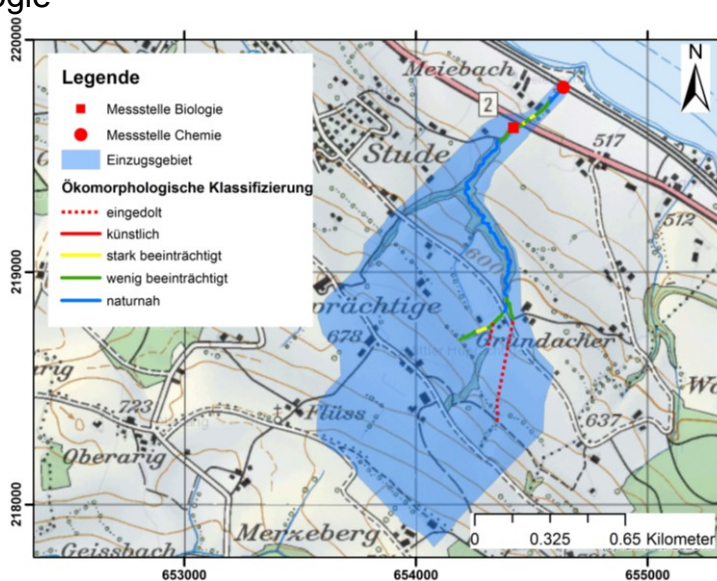 ogie
220000
219000
218000
653000
654000
655000
Legende
Messstelle Biologie
Messstelle Chemie
Einzugsgebiet
Ökomorphologische Klassifizierung
eingedolt
künstlich
stark beeinträchtigt
wenig beeinträchtigt
naturnah
N
Meiebach
2
517
Stude
512
600
prächtige
678
Gründacher
723
Flüss
637
Oberarig
Merzeberg
Geissbach
0 0.325 0.65 Kilometer